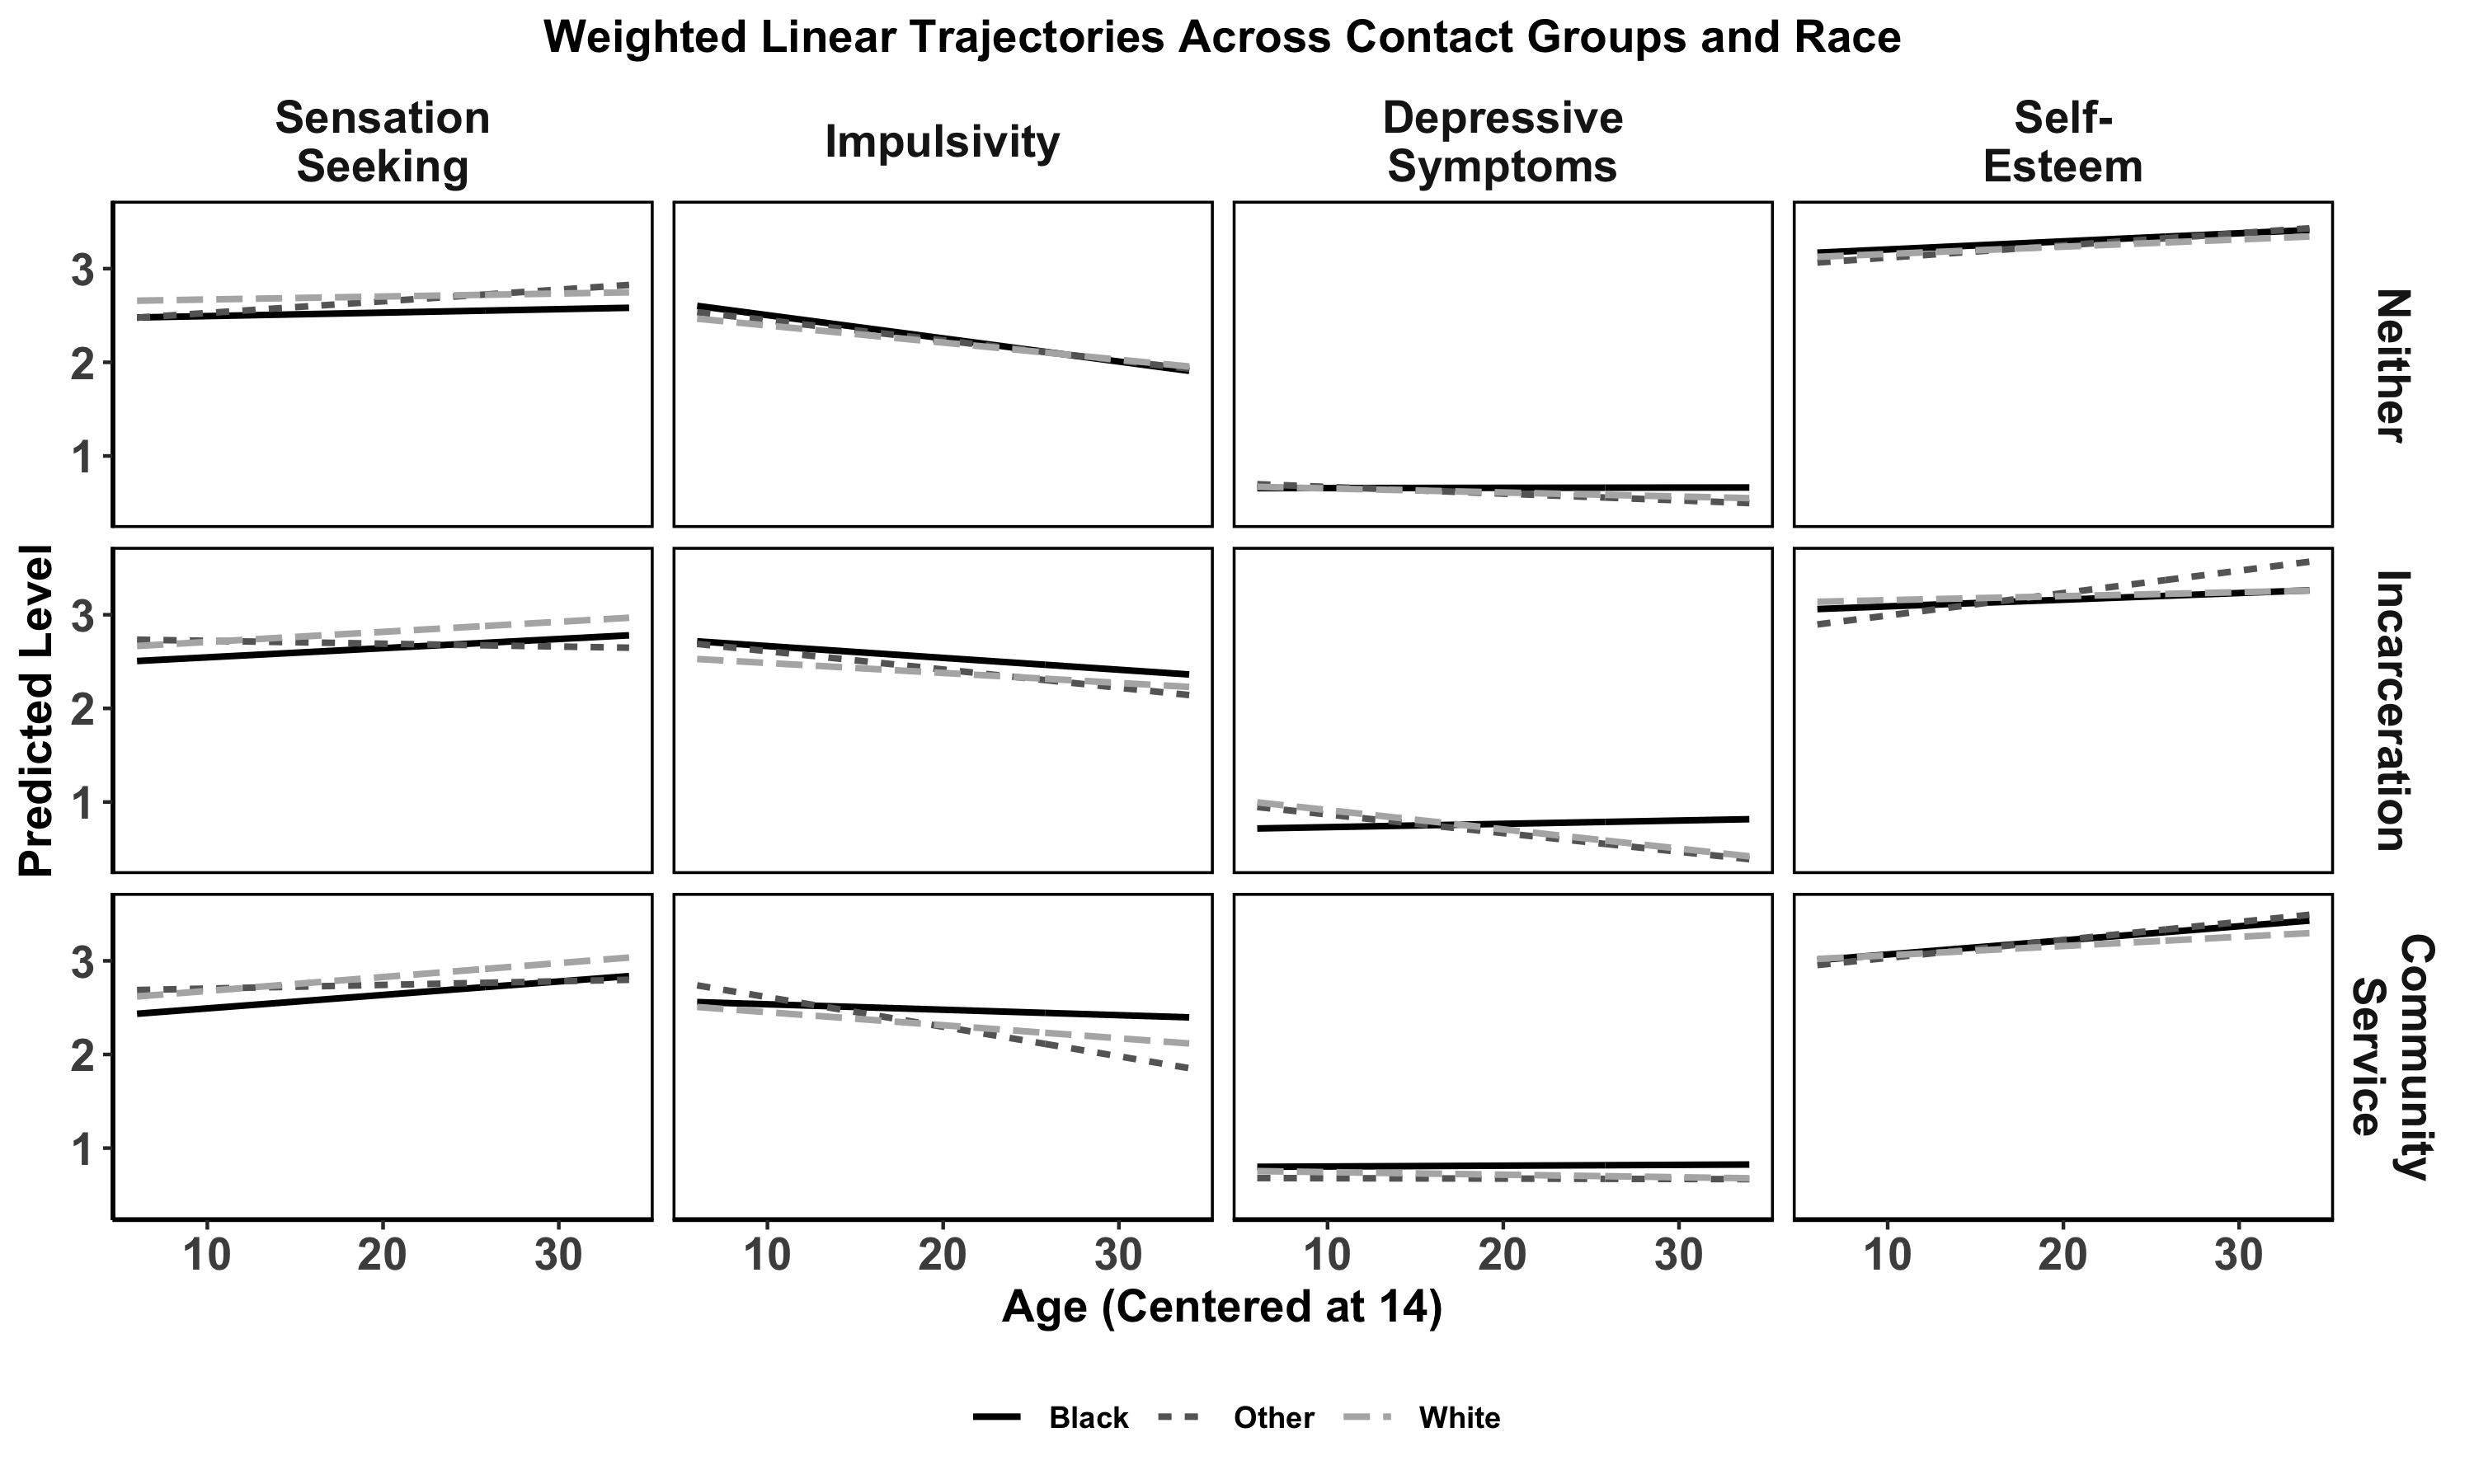 Weighted Linear Trajectories Across Contact Groups and Race
Sensation
Seeking
Impulsivity
Depressive
Symptoms
Self-
Esteem
3
2
1
Neither
Predicted Level
3
2
1
Incarceration
3
2
1
Community
Service
10 20 30 10 20 30 10 20 30 10 20 30
Age (Centered at 14)
Black Other White